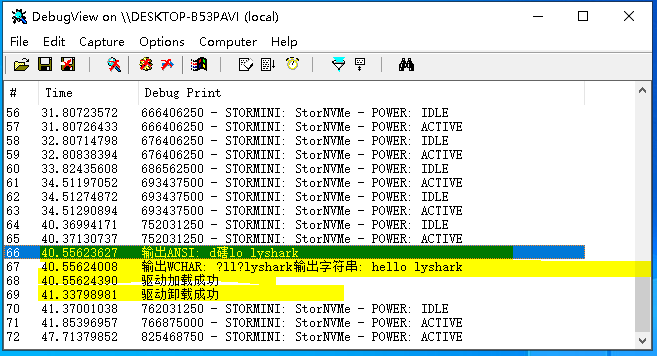 DebugView on \\DESKTOP-B53PAVI (local)
File Edit Capture Options Computer Help
# Time Debug Print
56 31.80723572 666406250 - STORMINI: StorNVMe - POWER: IDLE
57 31.80726433 666406250 - STORMINI: StorNVMe - POWER: ACTIVE
58 32.80714798 676406250 - STORMINI: StorNVMe - POWER: IDLE
59 32.80838394 676406250 - STORMINI: StorNVMe - POWER: ACTIVE
60 33.82435608 686562500 - STORMINI: StorNVMe - POWER: IDLE
61 34.51197052 693437500 - STORMINI: StorNVMe - POWER: ACTIVE
62 34.51274872 693437500 - STORMINI: StorNVMe - POWER: IDLE
63 34.51290894 693437500 - STORMINI: StorNVMe - POWER: ACTIVE
64 40.36994171 752031250 - STORMINI: StorNVMe - POWER: IDLE
65 40.37130737 752031250 - STORMINI: StorNVMe - POWER: ACTIVE
66 40.55623627 输出ANSI: d磋lo lyshark
67 40.55624008 输出WCHAR: ?ll?lyshark输出字符串: hello lyshark
68 40.55624390 驱动加载成功
69 41.33798981 驱动卸载成功
70 41.37001038 762031250 - STORMINI: StorNVMe - POWER: IDLE
71 41.85396957 766875000 - STORMINI: StorNVMe - POWER: ACTIVE
72 47.71379852 825468750 - STORMINI: StorNVMe - POWER: IDLE